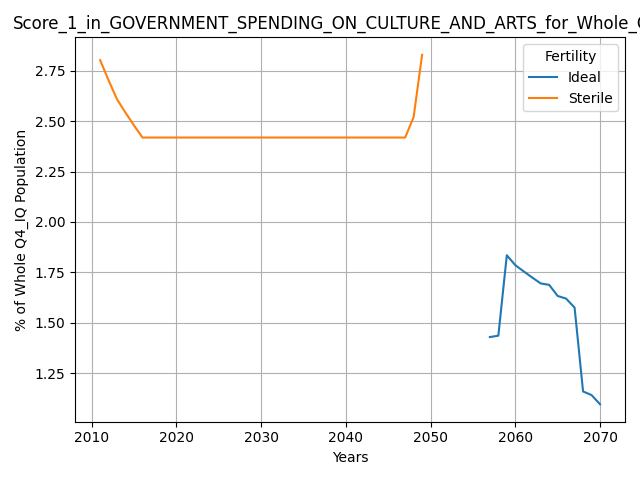 Score_1_in_GOVERNMENT_SPENDING_ON_CULTURE_AND_ARTS_for_Whole_
Fertility
Ideal
Sterile
% of Whole Q4_IQ Population
2.75
2.50
2.25
2.00
1.75
1.50
1.25
2010 2020 2030 2040 2050 2060 2070
Years